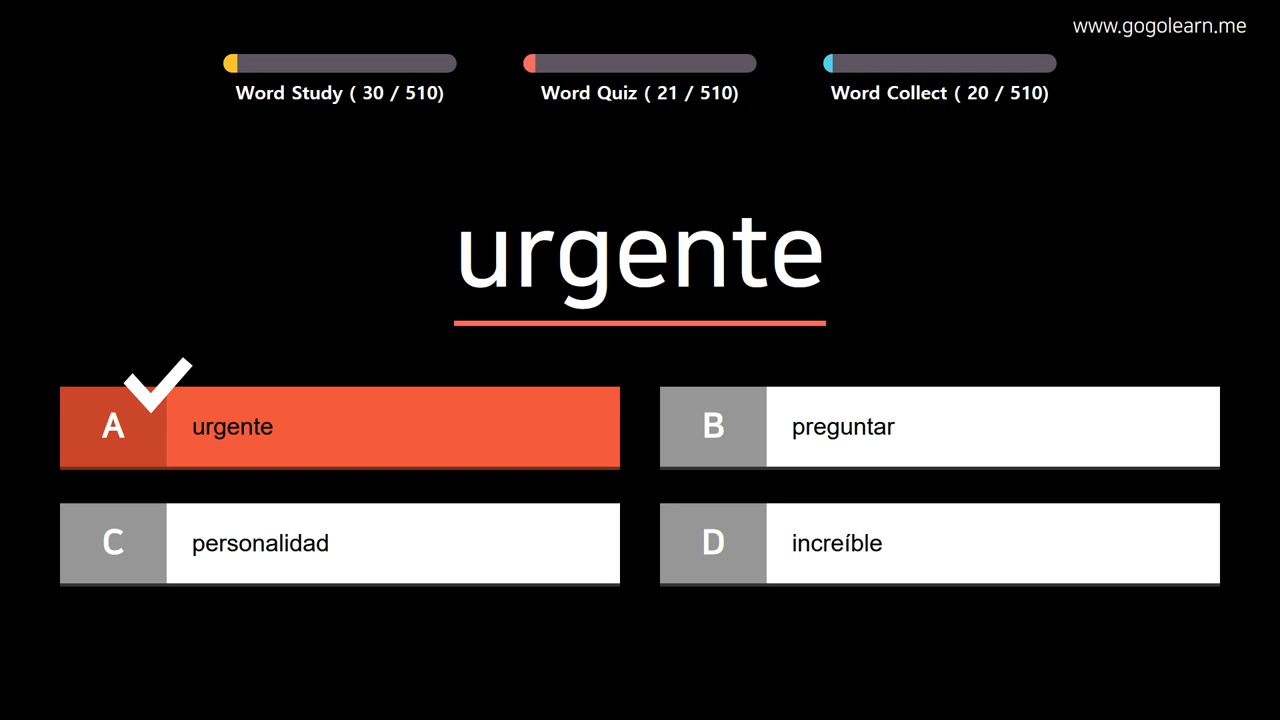 www.gogolearn.me
Word Study ( 30 / 510)
Word Quiz ( 21 / 510)
Word Collect ( 20 / 510)
urgente
A urgente
B preguntar
C personalidad
D increíble